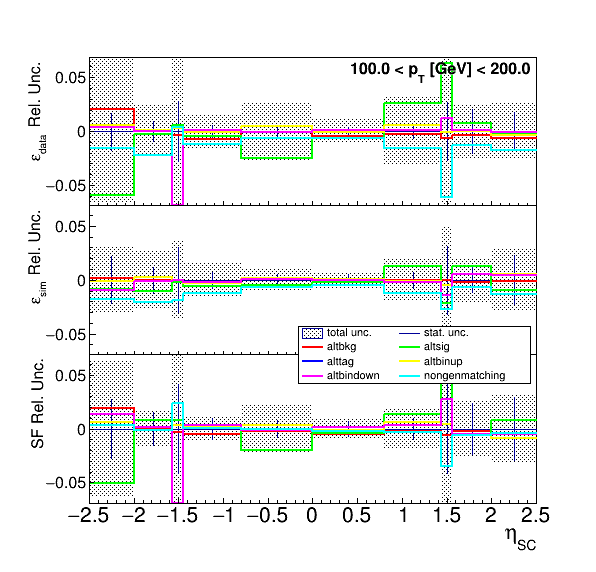 100.0 < p_T [GeV] < 200.0
ε_data Rel. Unc.
0.05
0
−0.05
ε_sim Rel. Unc.
0.05
0
−0.05
total unc. stat. unc.
altbkg altsig
alttag altbinup
altbindown nongenmatching
SF Rel. Unc.
0.05
0
−0.05
−2.5 −2 −1.5 −1 −0.5 0 0.5 1 1.5 2 2.5
η_SC